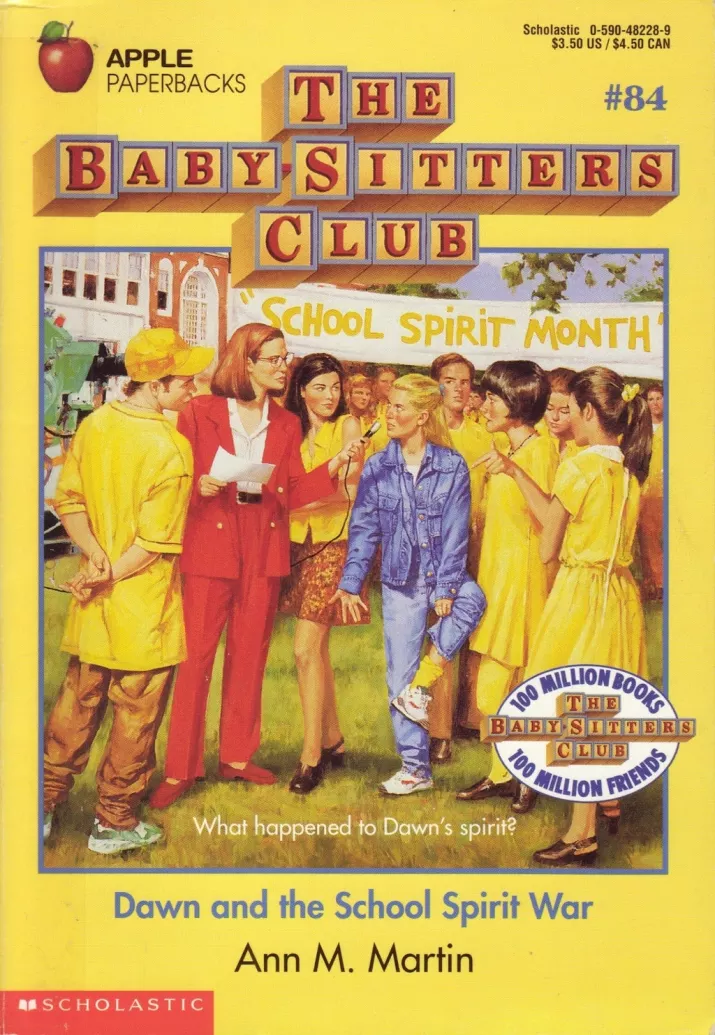 Scholastic 0-590-48228-9
$3.50 US / $4.50 CAN
APPLE
PAPERBACKS
#84
THE
BABY-SITTERS
CLUB
"SCHOOL SPIRIT MONTH"
100 MILLION BOOKS
THE
BABY-SITTERS
CLUB
100 MILLION FRIENDS
What happened to Dawn's spirit?
Dawn and the School Spirit War
Ann M. Martin
SCHOLASTIC